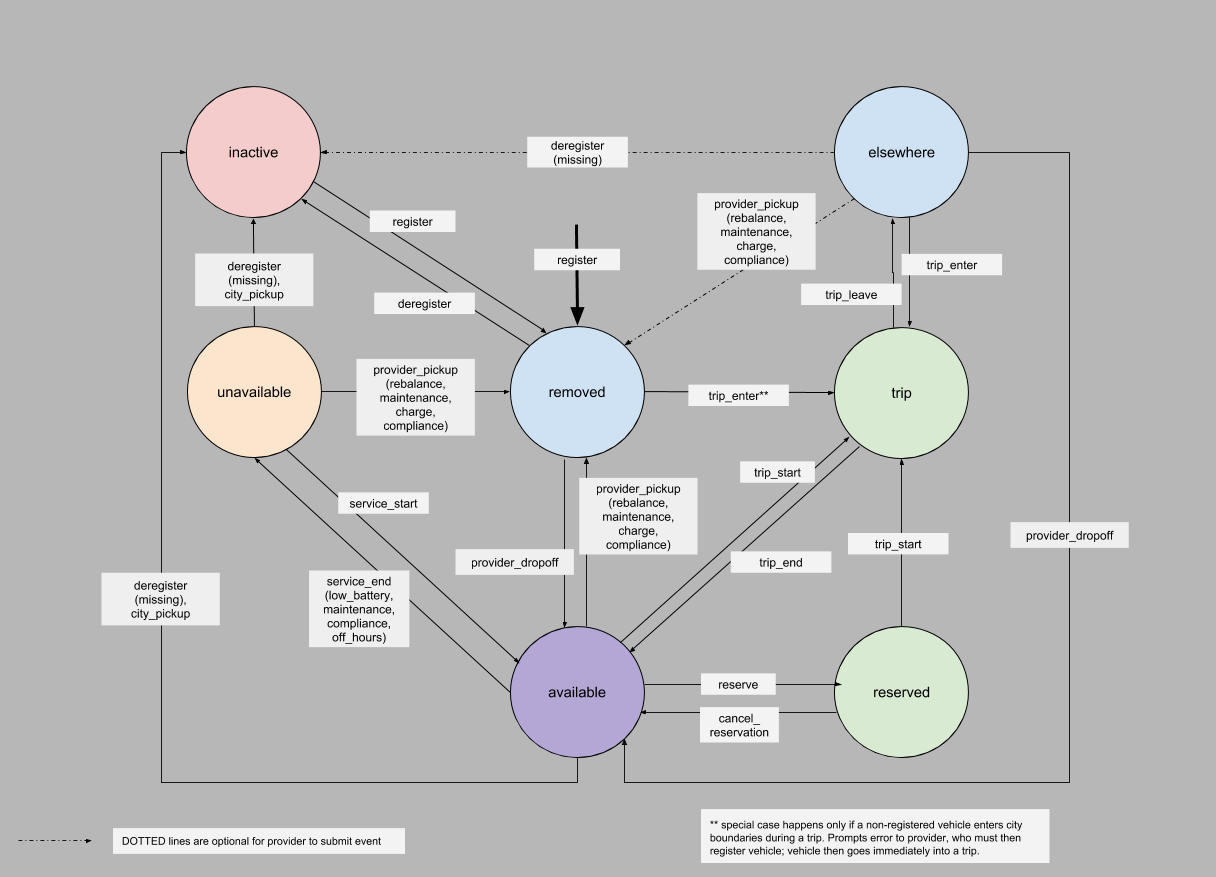 inactive
deregister
(missing)
elsewhere
provider_pickup
(rebalance,
maintenance,
charge,
compliance)
register
register
trip_enter
deregister
(missing),
city_pickup
trip_leave
deregister
unavailable
provider_pickup
(rebalance,
maintenance,
charge,
compliance)
removed
trip_enter**
trip
trip_start
service_start
provider_pickup
(rebalance,
maintenance,
charge,
compliance)
provider_dropoff
trip_start
provider_dropoff
trip_end
deregister
(missing),
city_pickup
service_end
(low_battery,
maintenance,
compliance,
off_hours)
available
reserve
reserved
cancel_
reservation
DOTTED lines are optional for provider to submit event
** special case happens only if a non-registered vehicle enters city
boundaries during a trip. Prompts error to provider, who must then
register vehicle; vehicle then goes immediately into a trip.